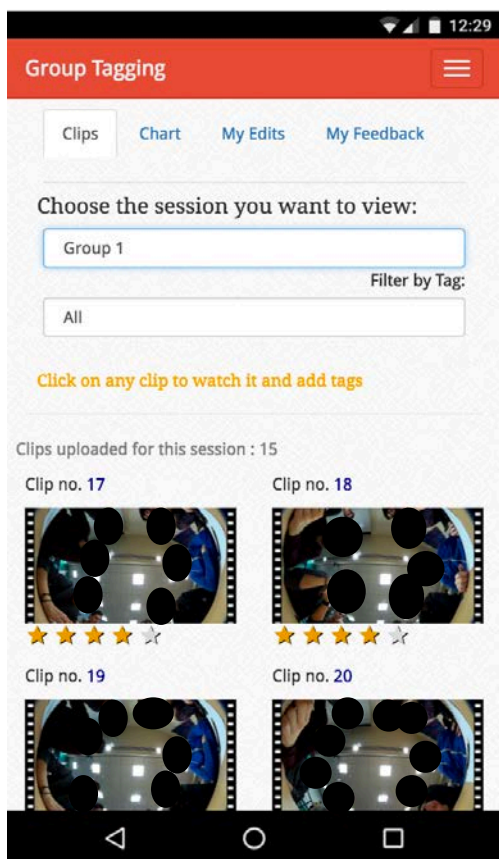 12:29
Group Tagging
Clips Chart My Edits My Feedback
Choose the session you want to view:
Group 1
Filter by Tag:
All
Click on any clip to watch it and add tags
Clips uploaded for this session : 15
Clip no. 17 Clip no. 18
Clip no. 19 Clip no. 20